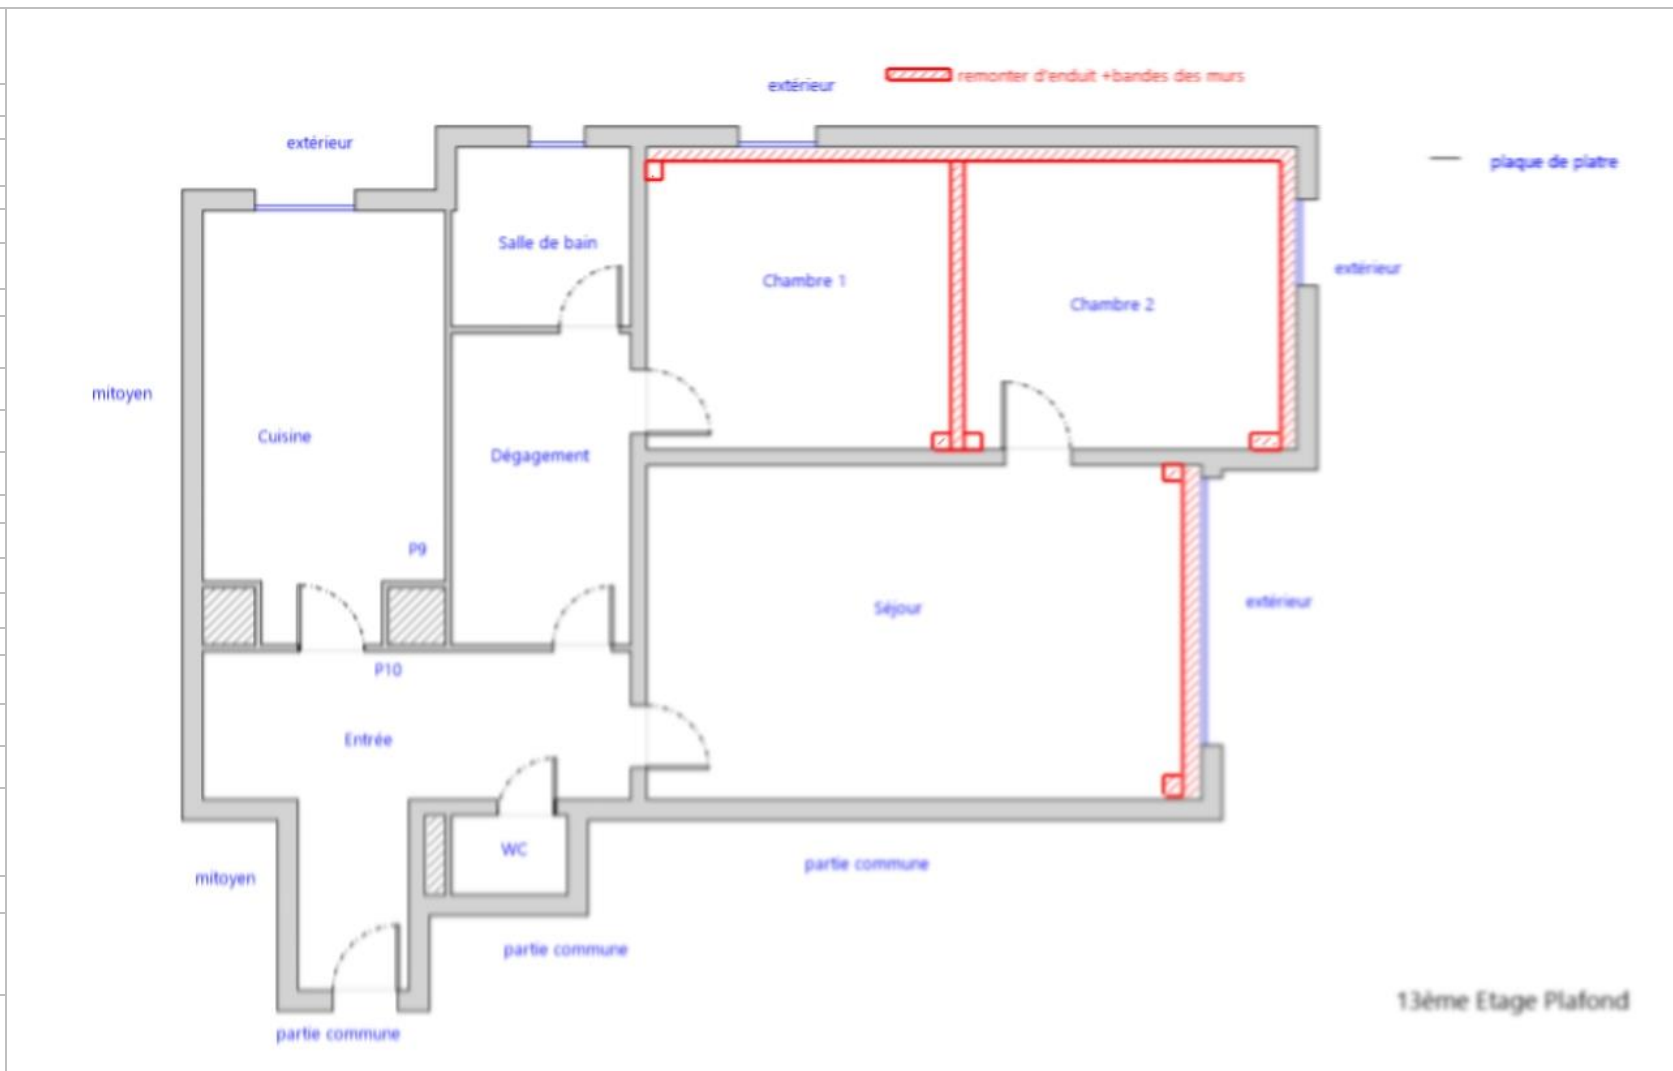 extérieur
remonter d'enduit +bandes des murs
extérieur
plaque de platre
Salle de bain
extérieur
Chambre 1
Chambre 2
mitoyen
Cuisine
Dégagement
P9
extérieur
Séjour
P10
Entrée
WC
partie commune
mitoyen
partie commune
13ème Etage Plafond
partie commune